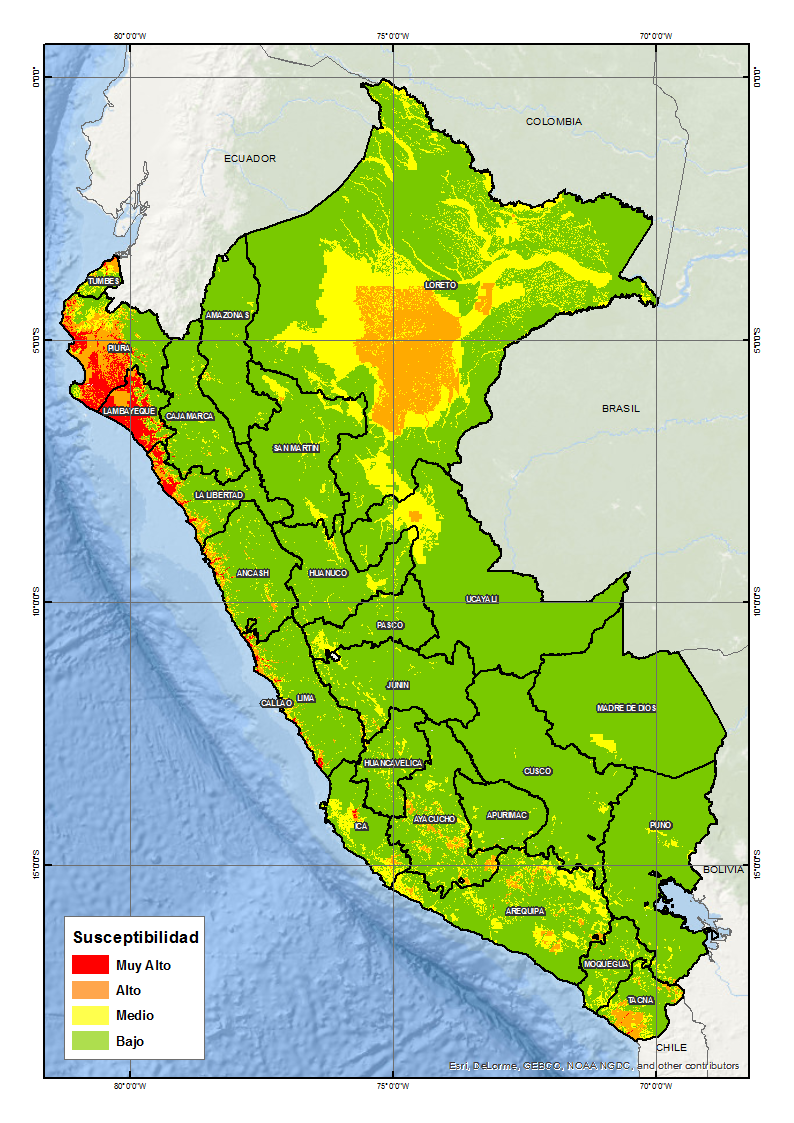 80°0'0"W 75°0'0"W 70°0'0"W
0°0'0" 0°0'0"
COLOMBIA
ECUADOR
TUMBES
LORETO
AMAZONAS
5°0'0"S 5°0'0"S
PIURA
LAMBAYEQUE
CAJAMARCA
BRASIL
SAN MARTIN
LA LIBERTAD
ANCASH
HUANUCO
UCAYALI
10°0'0"S 10°0'0"S
PASCO
JUNIN
CALLAO
LIMA
MADRE DE DIOS
HUANCAVELICA
CUSCO
ICA
AYACUCHO
APURIMAC
PUNO
15°0'0"S 15°0'0"S
BOLIVIA
AREQUIPA
MOQUEGUA
TACNA
CHILE
Susceptibilidad
Muy Alto
Alto
Medio
Bajo
Esri, DeLorme, GEBCO, NOAA NGDC, and other contributors
80°0'0"W 75°0'0"W 70°0'0"W